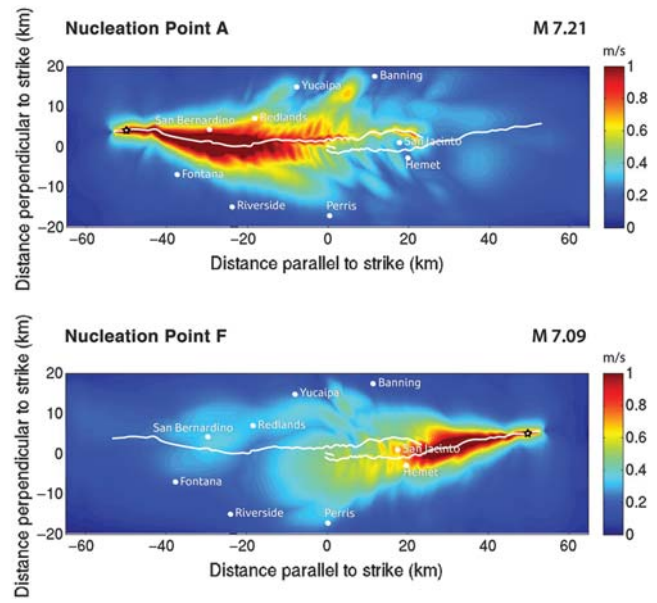 Nucleation Point A M 7.21
m/s
Distance perpendicular to strike (km)
20
10
0
−10
−20
Yucaipa
Banning
San Bernardino
Redlands
San Jacinto
Hemet
Fontana
Riverside
Perris
1
0.8
0.6
0.4
0.2
0
−60 −40 −20 0 20 40 60
Distance parallel to strike (km)
Nucleation Point F M 7.09
m/s
Distance perpendicular to strike (km)
20
10
0
−10
−20
Yucaipa
Banning
San Bernardino
Redlands
San Jacinto
Hemet
Fontana
Riverside
Perris
1
0.8
0.6
0.4
0.2
0
−60 −40 −20 0 20 40 60
Distance parallel to strike (km)